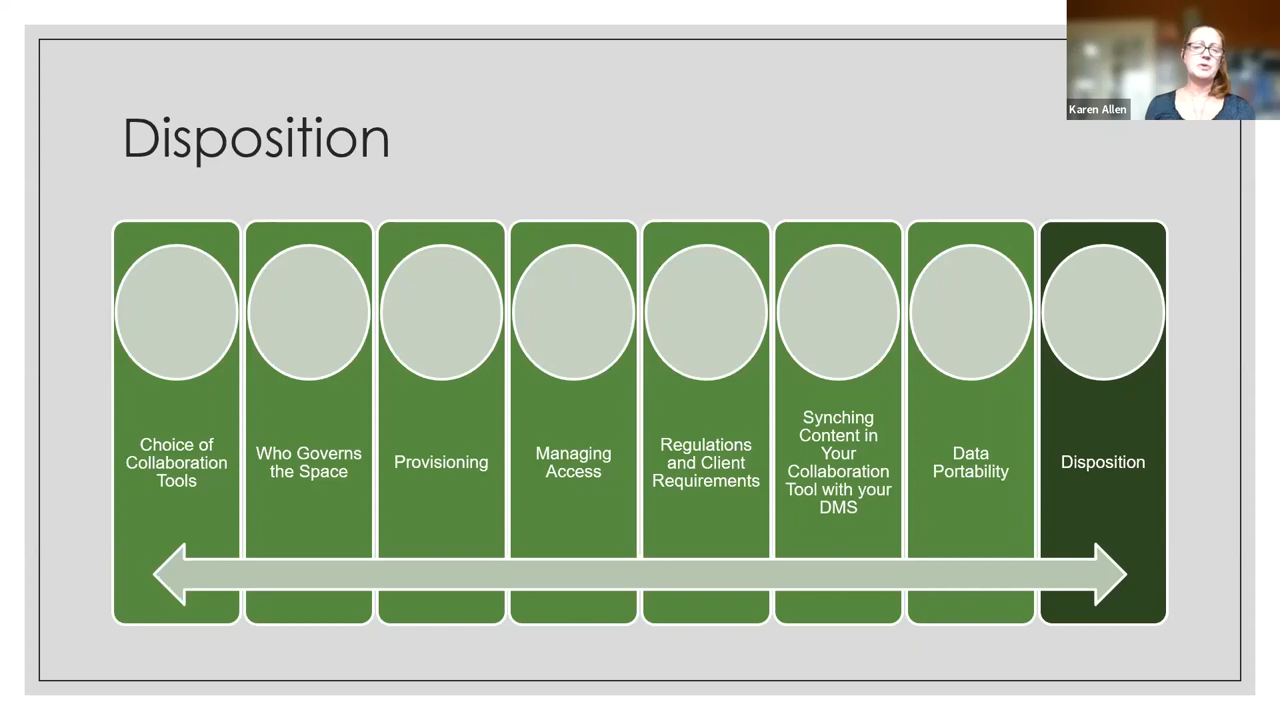 Karen Allen
Disposition
Choice of
Collaboration
Tools
Who Governs
the Space
Provisioning
Managing
Access
Regulations
and Client
Requirements
Synching
Content in
Your
Collaboration
Tool with your
DMS
Data
Portability
Disposition